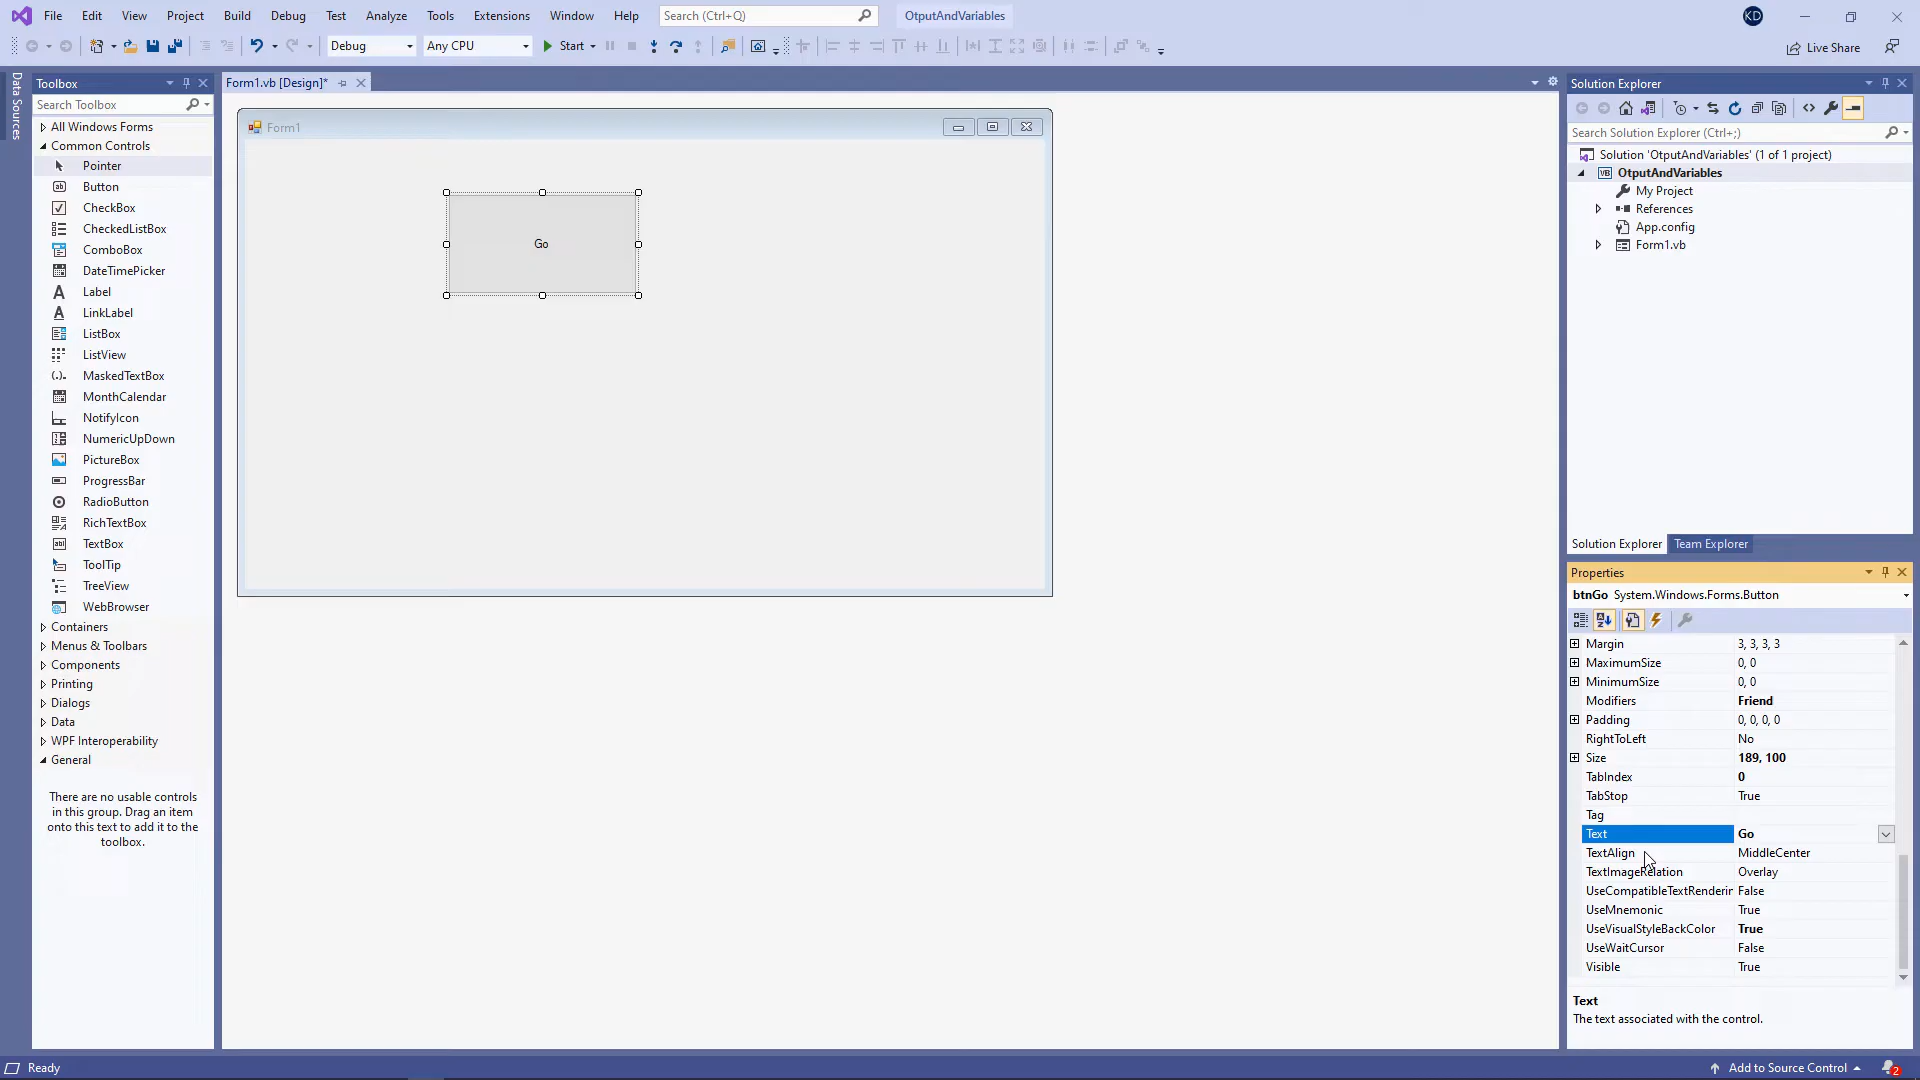 File Edit View Project Build Debug Test Analyze Tools Extensions Window Help Search (Ctrl+Q) OtputAndVariables KD
Debug Any CPU Start Live Share
Data Sources
Toolbox
Search Toolbox
All Windows Forms
Common Controls
Pointer
Button
CheckBox
CheckedListBox
ComboBox
DateTimePicker
Label
LinkLabel
ListBox
ListView
MaskedTextBox
MonthCalendar
NotifyIcon
NumericUpDown
PictureBox
ProgressBar
RadioButton
RichTextBox
TextBox
ToolTip
TreeView
WebBrowser
Containers
Menus & Toolbars
Components
Printing
Dialogs
Data
WPF Interoperability
General
There are no usable controls
in this group. Drag an item
onto this text to add it to the
toolbox.
Form1.vb [Design]*
Form1
Go
Solution Explorer
Search Solution Explorer (Ctrl+;)
Solution 'OtputAndVariables' (1 of 1 project)
VB OtputAndVariables
My Project
References
App.config
Form1.vb
Solution Explorer Team Explorer
Properties
btnGo System.Windows.Forms.Button
Margin 3, 3, 3, 3
MaximumSize 0, 0
MinimumSize 0, 0
Modifiers Friend
Padding 0, 0, 0, 0
RightToLeft No
Size 189, 100
TabIndex 0
TabStop True
Tag
Text Go
TextAlign MiddleCenter
TextImageRelation Overlay
UseCompatibleTextRenderin False
UseMnemonic True
UseVisualStyleBackColor True
UseWaitCursor False
Visible True
Text
The text associated with the control.
Ready Add to Source Control 2